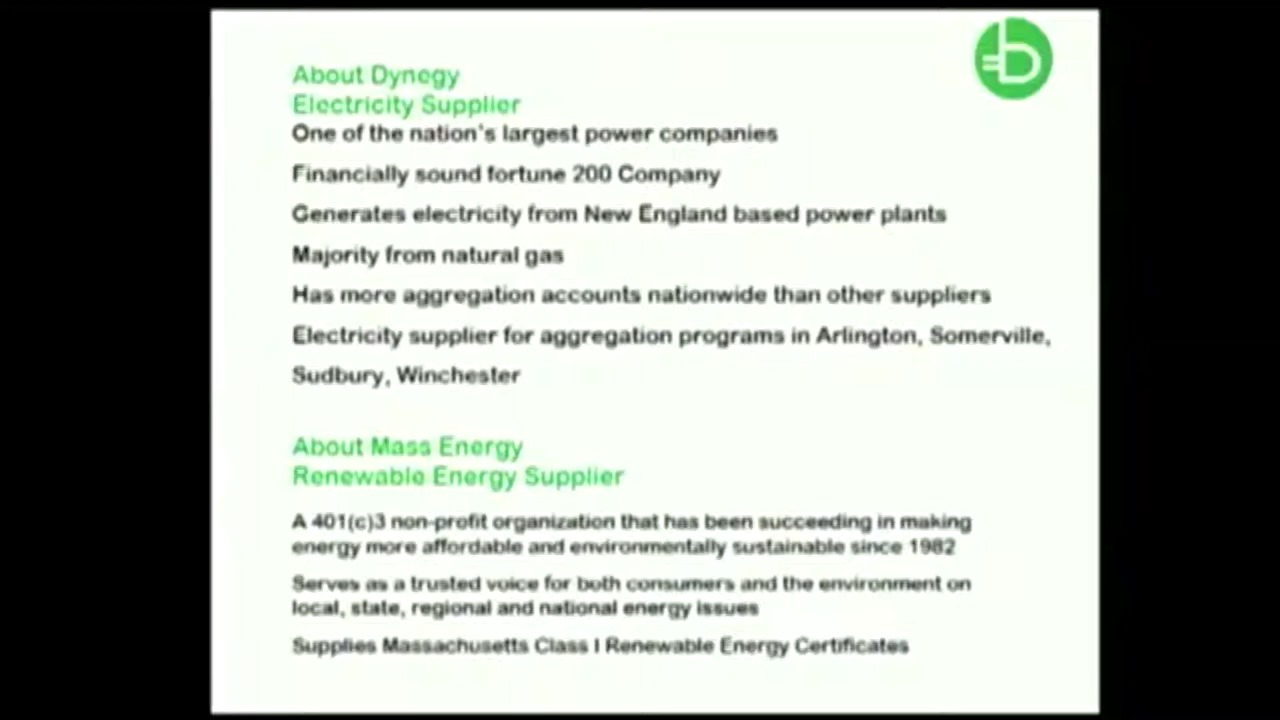 About Dynegy
Electricity Supplier
One of the nation's largest power companies
Financially sound fortune 200 Company
Generates electricity from New England based power plants
Majority from natural gas
Has more aggregation accounts nationwide than other suppliers
Electricity supplier for aggregation programs in Arlington, Somerville,
Sudbury, Winchester
About Mass Energy
Renewable Energy Supplier
A 401(c)3 non-profit organization that has been succeeding in making
energy more affordable and environmentally sustainable since 1982
Serves as a trusted voice for both consumers and the environment on
local, state, regional and national energy issues
Supplies Massachusetts Class I Renewable Energy Certificates